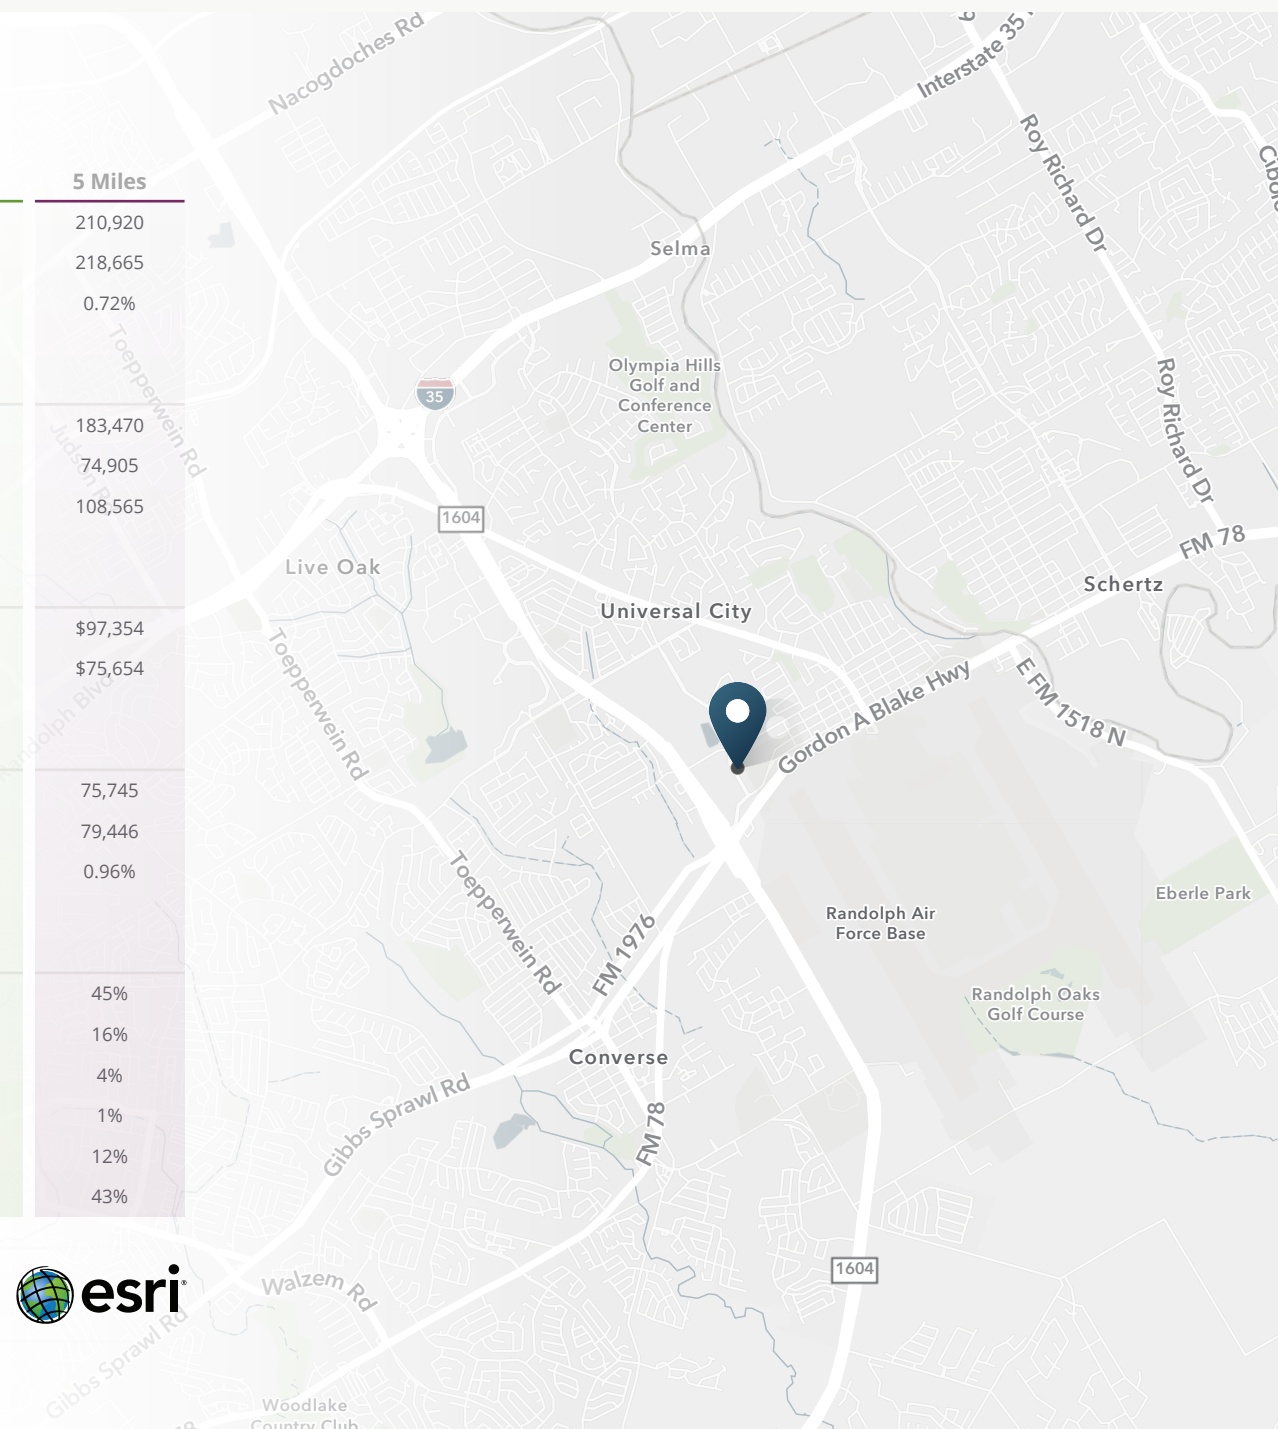 5 Miles
210,920
218,665
0.72%
183,470
74,905
108,565
$97,354
$75,654
75,745
79,446
0.96%
45%
16%
4%
1%
12%
43%
esri
Nacogdoches Rd
Interstate 35
Roy Richard Dr
Selma
Toepperwein Rd
Olympia Hills
Golf and
Conference
Center
35
Roy Richard Dr
1604
FM 78
Live Oak
Schertz
Universal City
Toepperwein Rd
Gordon A Blake Hwy
E FM 1518 N
Randolph Blvd
Toepperwein Rd
Eberle Park
Randolph Air
Force Base
FM 1976
Randolph Oaks
Golf Course
Converse
Gibbs Sprawl Rd
FM 78
1604
Walzem Rd
Gibbs Sprawl Rd
Woodlake
Country Club